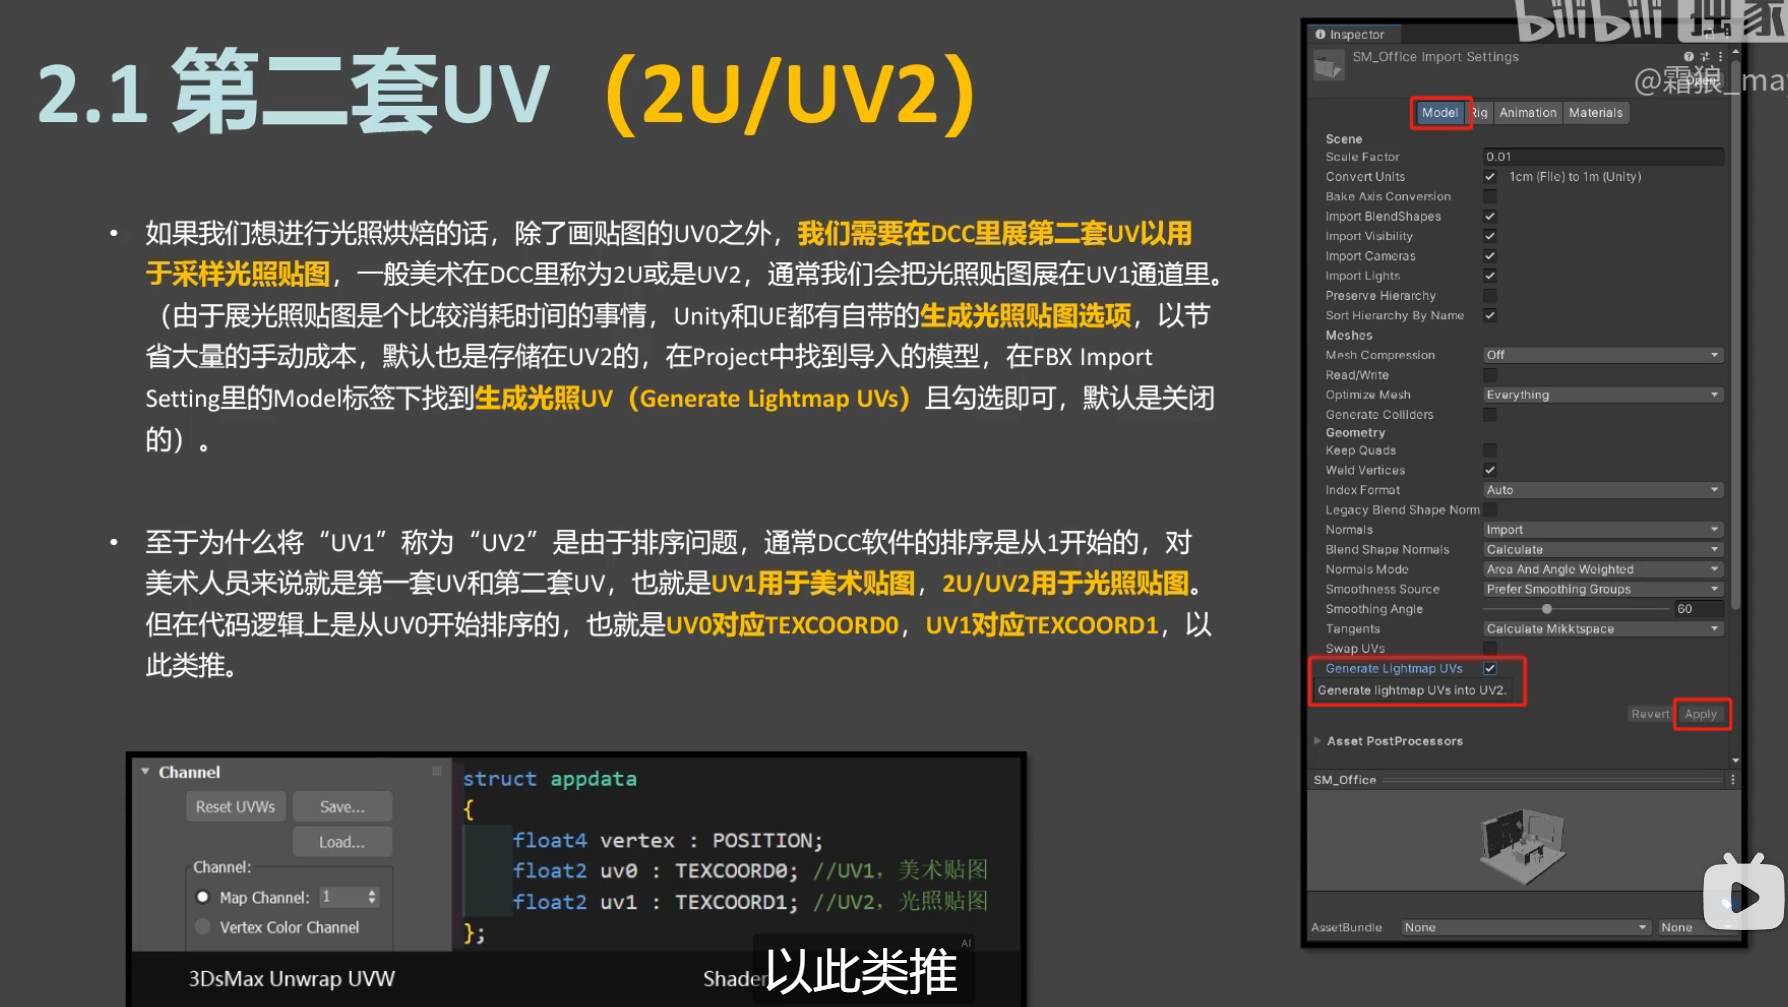 2.1 第二套UV（2U/UV2）
• 如果我们想进行光照烘焙的话，除了画贴图的UV0之外，我们需要在DCC里展第二套UV以用
于采样光照贴图，一般美术在DCC里称为2U或是UV2，通常我们会把光照贴图展在UV1通道里。
（由于展光照贴图是个比较消耗时间的事情，Unity和UE都有自带的生成光照贴图选项，以节
省大量的手动成本，默认也是存储在UV2的，在Project中找到导入的模型，在FBX Import
Setting里的Model标签下找到生成光照UV（Generate Lightmap UVs）且勾选即可，默认是关闭
的）。
• 至于为什么将“UV1”称为“UV2”是由于排序问题，通常DCC软件的排序是从1开始的，对
美术人员来说就是第一套UV和第二套UV，也就是UV1用于美术贴图，2U/UV2用于光照贴图。
但在代码逻辑上是从UV0开始排序的，也就是UV0对应TEXCOORD0，UV1对应TEXCOORD1，以
此类推。
Channel
Reset UVWs Save...
Load...
Channel:
Map Channel: 1
Vertex Color Channel
3DsMax Unwrap UVW
struct appdata
{
float4 vertex : POSITION;
float2 uv0 : TEXCOORD0; //UV1，美术贴图
float2 uv1 : TEXCOORD1; //UV2，光照贴图
};
Shader
AI
以此类推
bilibili 独家
@霜狼_may
Inspector
SM_Office Import Settings
Model Rig Animation Materials
Scene
Scale Factor 0.01
Convert Units 1cm (File) to 1m (Unity)
Bake Axis Conversion
Import BlendShapes
Import Visibility
Import Cameras
Import Lights
Preserve Hierarchy
Sort Hierarchy By Name
Meshes
Mesh Compression Off
Read/Write
Optimize Mesh Everything
Generate Colliders
Geometry
Keep Quads
Weld Vertices
Index Format Auto
Legacy Blend Shape Norm
Normals Import
Blend Shape Normals Calculate
Normals Mode Area And Angle Weighted
Smoothness Source Prefer Smoothing Groups
Smoothing Angle 60
Tangents Calculate Mikktspace
Swap UVs
Generate Lightmap UVs
Generate lightmap UVs into UV2.
Revert Apply
Asset PostProcessors
SM_Office
AssetBundle None None